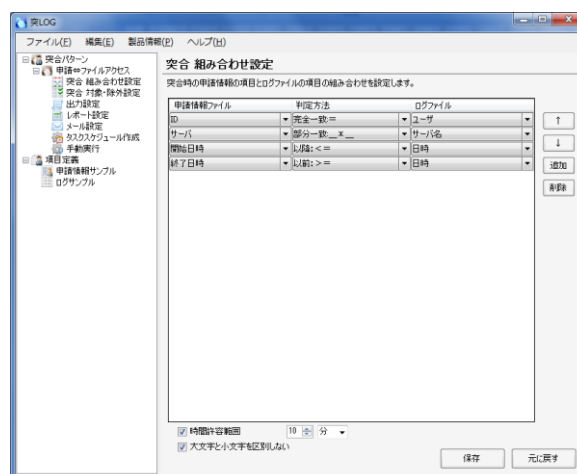 突LOG
ファイル(F) 編集(E) 製品情報(P) ヘルプ(H)
突合パターン
申請⇔ファイルアクセス
突合 組み合わせ設定
突合 対象・除外設定
出力設定
レポート設定
メール設定
タスクスケジュール作成
手動実行
項目定義
申請情報サンプル
ログサンプル
突合 組み合わせ設定
突合時の申請情報の項目とログファイルの項目の組み合わせを設定します。
申請情報ファイル 判定方法 ログファイル
ID 完全一致:= ユーザ
サーバ 部分一致:__x__ サーバ名
開始日時 以降:<= 日時
終了日時 以前:>= 日時
↑
↓
追加
削除
時間許容範囲 10 分
大文字と小文字を区別しない
保存 元に戻す